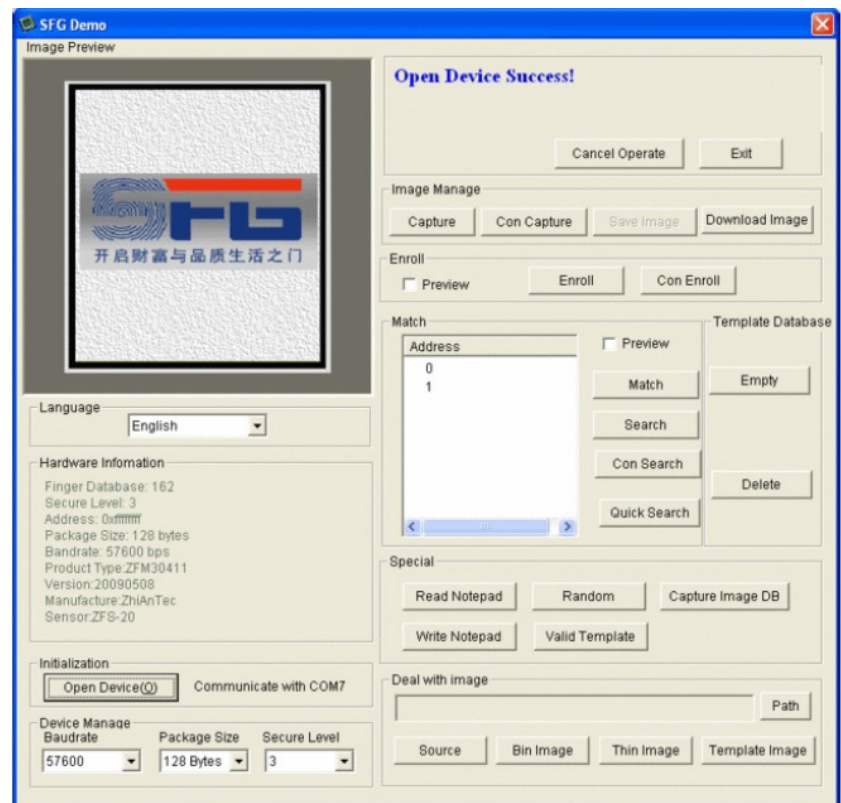 SFG Demo
Image Preview
SFG
开启财富与品质生活之门
Open Device Success!
Cancel Operate Exit
Image Manage
Capture Con Capture Save Image Download Image
Enroll
Preview Enroll Con Enroll
Match
Address
0
1
Preview
Match
Search
Con Search
Quick Search
Template Database
Empty
Delete
Language
English
Hardware Infomation
Finger Database: 162
Secure Level: 3
Address: 0xffffffff
Package Size: 128 bytes
Bandrate: 57600 bps
Product Type:ZFM30411
Version:20090508
Manufacture:ZhiAnTec
Sensor:ZFS-20
Special
Read Notepad Random Capture Image DB
Write Notepad Valid Template
Initialization
Open Device(O) Communicate with COM7
Device Manage
Baudrate Package Size Secure Level
57600 128 Bytes 3
Deal with image
Path
Source Bin Image Thin Image Template Image